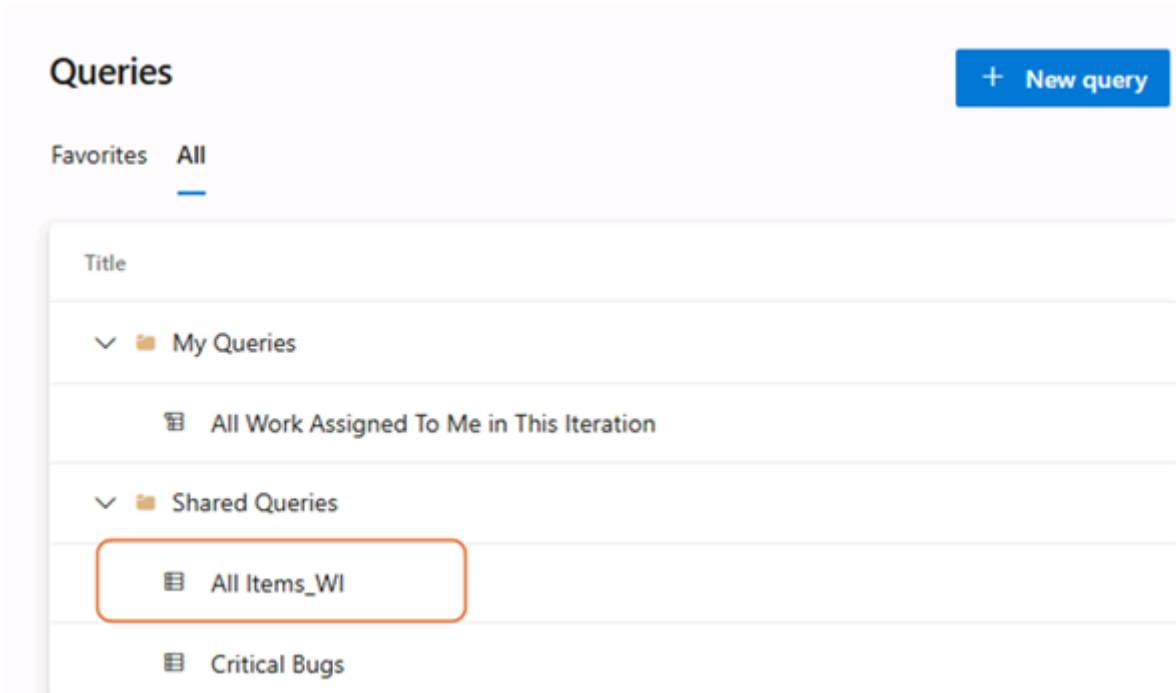 Queries
+ New query
Favorites All
Title
My Queries
All Work Assigned To Me in This Iteration
Shared Queries
All Items_WI
Critical Bugs